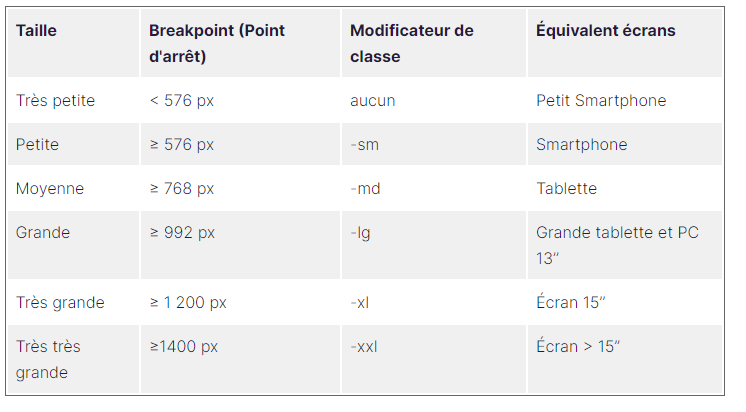 Taille Breakpoint (Point d'arrêt) Modificateur de classe Équivalent écrans
Très petite < 576 px aucun Petit Smartphone
Petite ≥ 576 px -sm Smartphone
Moyenne ≥ 768 px -md Tablette
Grande ≥ 992 px -lg Grande tablette et PC 13”
Très grande ≥ 1 200 px -xl Écran 15”
Très très grande ≥1400 px -xxl Écran > 15”